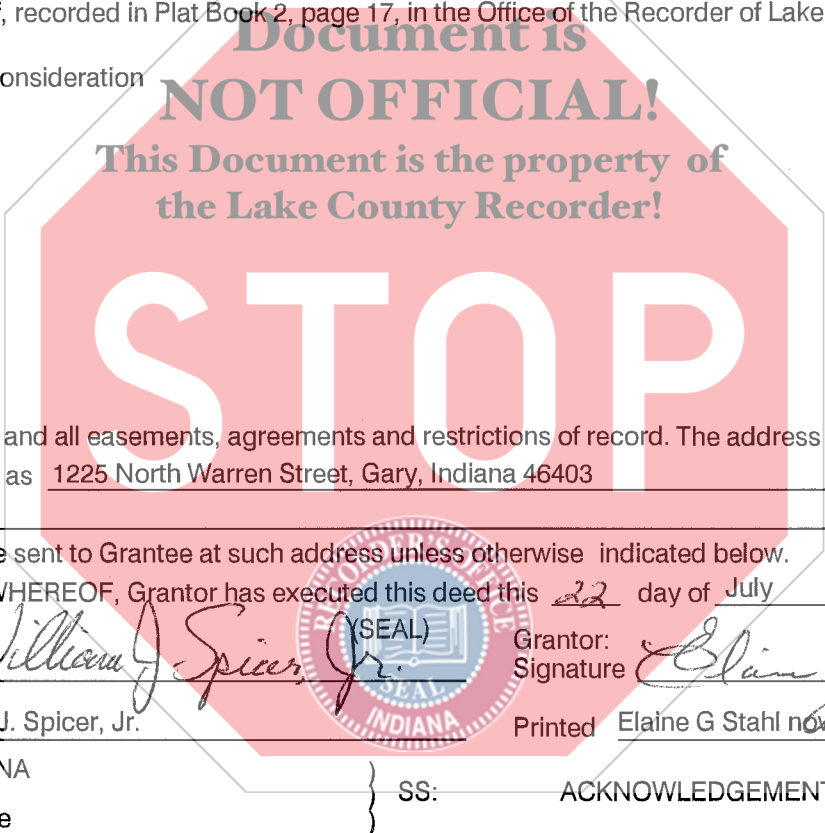 , recorded in Plat Book 2, page 17, in the Office of the Recorder of Lake
Document is
onsideration
NOT OFFICIAL!
This Document is the property of
the Lake County Recorder!
STOP
and all easements, agreements and restrictions of record. The address
as 1225 North Warren Street, Gary, Indiana 46403
e sent to Grantee at such address unless otherwise indicated below.
WHEREOF, Grantor has executed this deed this 22 day of July
RECORDER'S OFFICE
(SEAL)
Grantor:
William J. Spicer, Jr.
Signature Elain
SEAL
INDIANA
J. Spicer, Jr.
Printed Elaine G Stahl now
NA
SS: ACKNOWLEDGEMENT
e